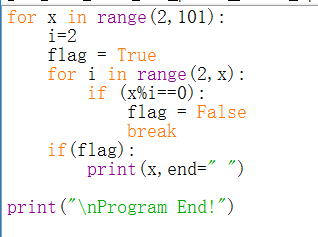 for x in range(2,101):
    i=2
    flag = True
    for i in range(2,x):
        if (x%i==0):
            flag = False
            break
    if(flag):
        print(x,end=" ")

print("\nProgram End!")